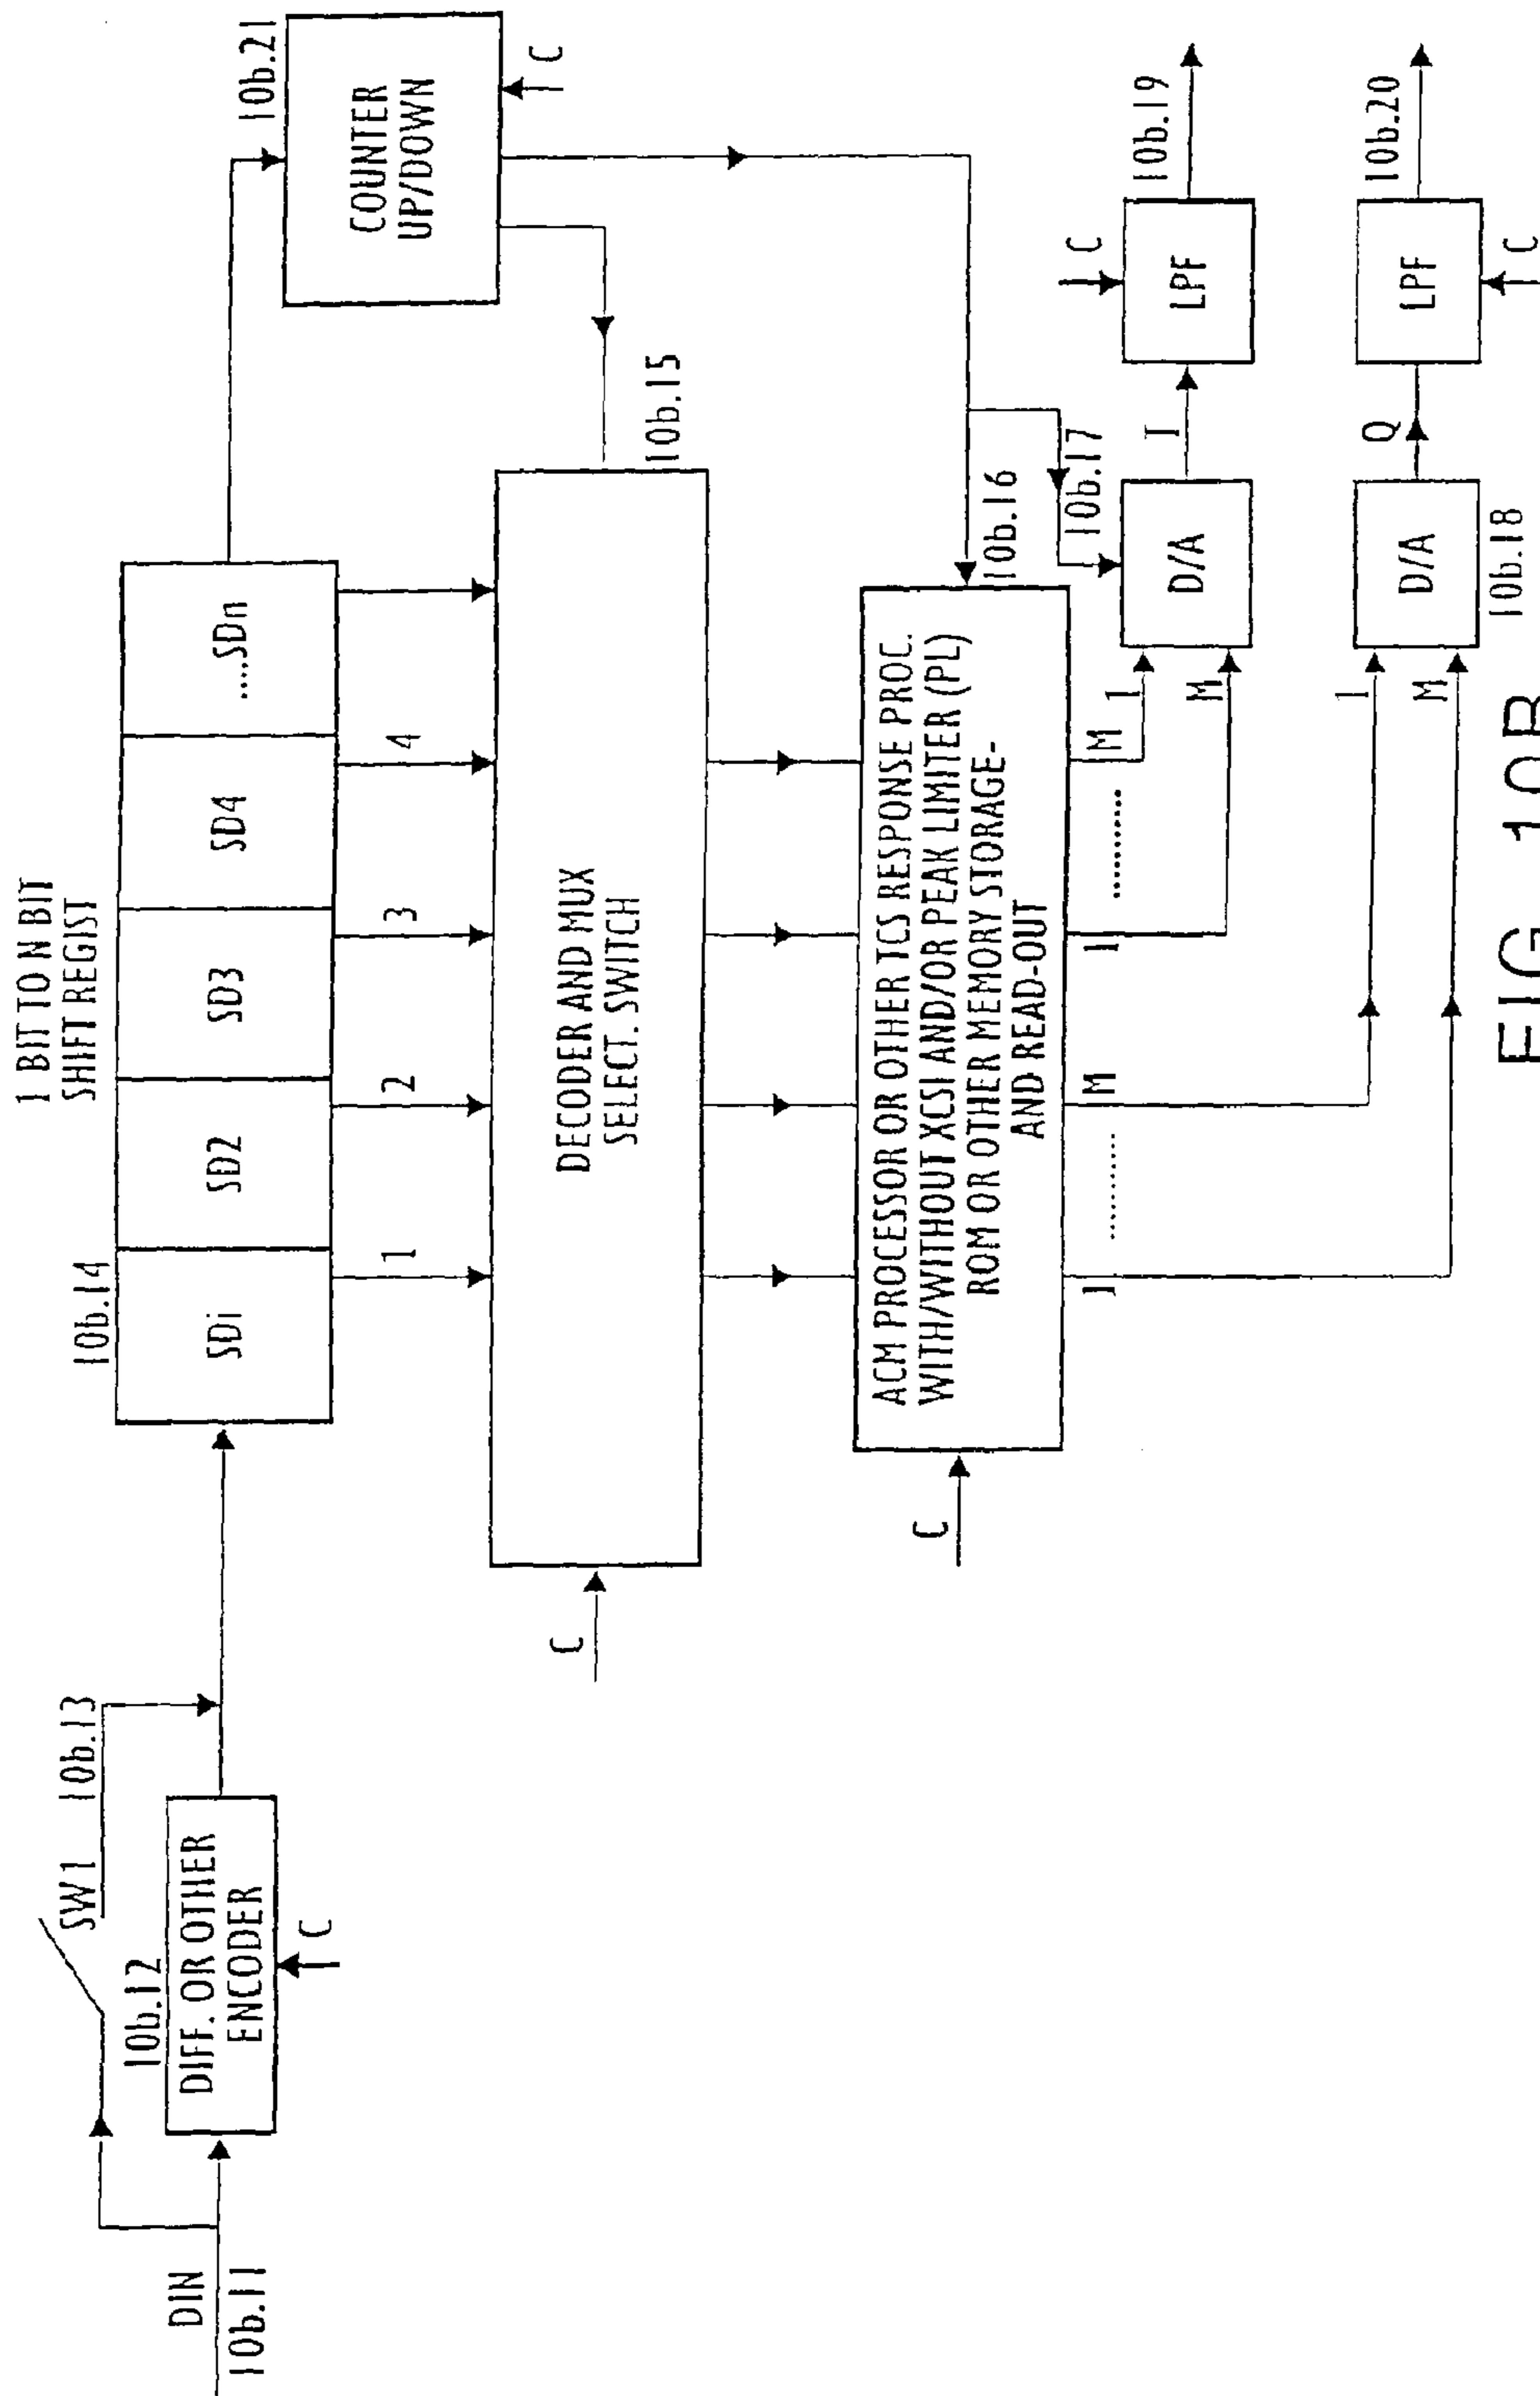 1 BIT TO N BIT
SHIFT REGIST
10b.14
SDi
SD2
SD3
SD4
.....SDn
10b.21
COUNTER
UP/DOWN
C
SW1
10b.13
10b.12
DIFF. OR OTHER
ENCODER
C
DIN
10b.11
1
2
3
4
DECODER AND MUX
SELECT. SWITCH
10b.15
C
ACM PROCESSOR OR OTHER TCS RESPONSE PROC.
WITH/WITHOUT XCSI AND/OR PEAK LIMITER (PL)
ROM OR OTHER MEMORY STORAGE-
AND READ-OUT
10b.16
C
1
..........
M
1
..........
M
1
M
D/A
10b.17
I
LPF
C
10b.19
1
M
D/A
10b.18
Q
LPF
C
10b.20
FIG. 10B